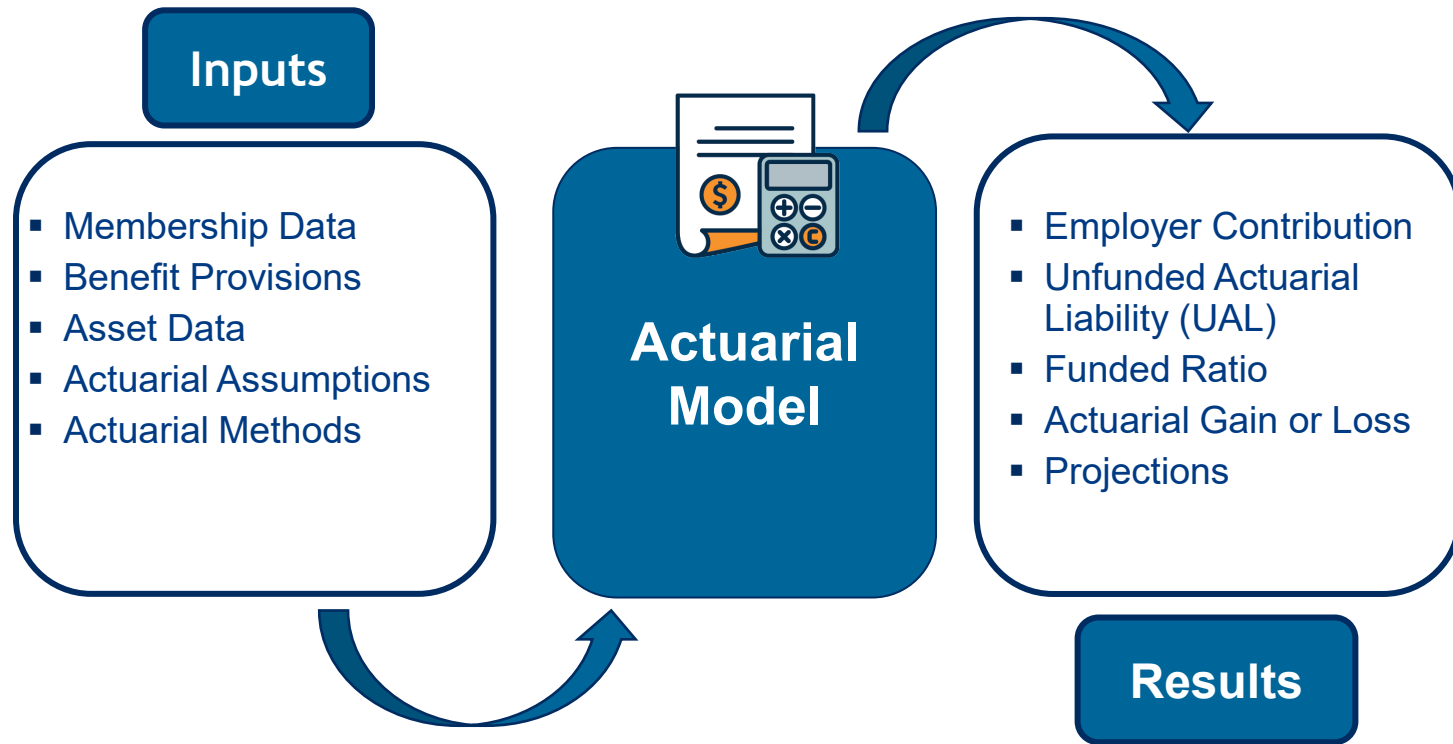 Inputs
▪ Membership Data
▪ Benefit Provisions
▪ Asset Data
▪ Actuarial Assumptions
▪ Actuarial Methods
$
+ −
× C
Actuarial
Model
▪ Employer Contribution
▪ Unfunded Actuarial
Liability (UAL)
▪ Funded Ratio
▪ Actuarial Gain or Loss
▪ Projections
Results